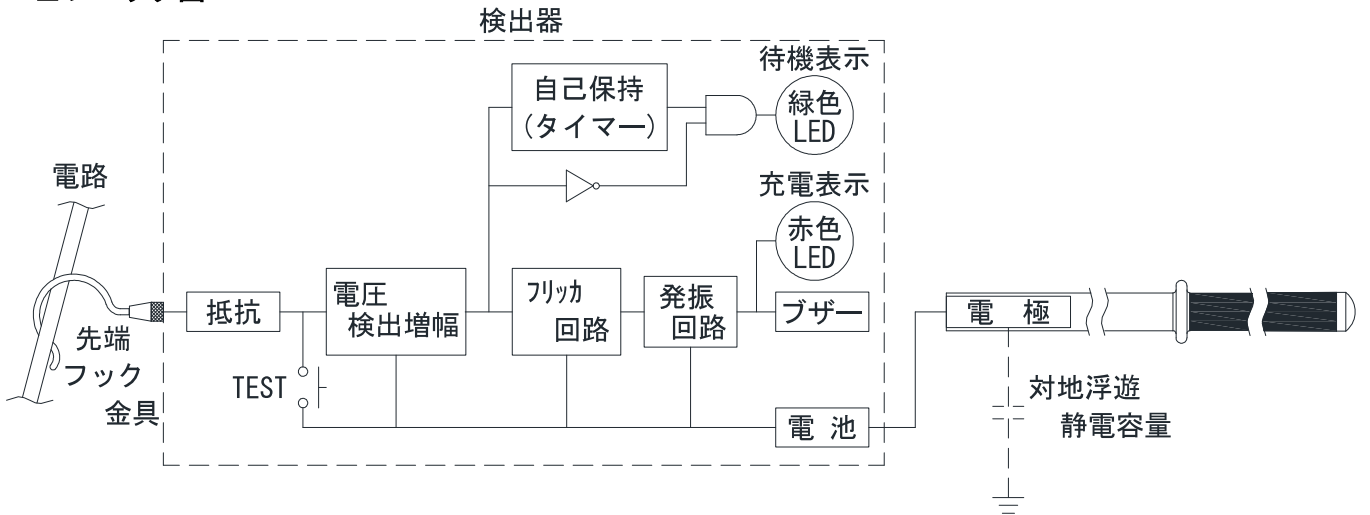 検出器
自己保持
(タイマー)
待機表示
緑色
LED
充電表示
赤色
LED
電路
先端
フック
金具
抵抗
TEST
電圧
検出増幅
フリッカ
回路
発振
回路
ブザー
電池
電極
対地浮遊
静電容量